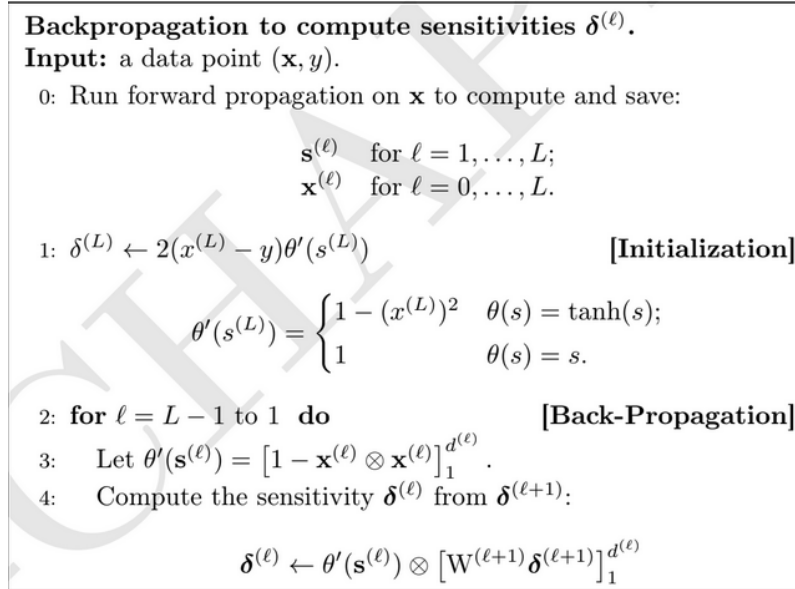 Backpropagation to compute sensitivities δ^(ℓ).
Input: a data point (x, y).
0: Run forward propagation on x to compute and save:
s^(ℓ) for ℓ = 1, . . . , L;
x^(ℓ) for ℓ = 0, . . . , L.
1: δ^(L) ← 2(x^(L) − y)θ′(s^(L)) [Initialization]
θ′(s^(L)) = { 1 − (x^(L))^2 θ(s) = tanh(s);
1 θ(s) = s.
2: for ℓ = L − 1 to 1 do [Back-Propagation]
3: Let θ′(s^(ℓ)) = [1 − x^(ℓ) ⊗ x^(ℓ)]_1^{d^(ℓ)} .
4: Compute the sensitivity δ^(ℓ) from δ^(ℓ+1):
δ^(ℓ) ← θ′(s^(ℓ)) ⊗ [W^(ℓ+1) δ^(ℓ+1)]_1^{d^(ℓ)}
CHAP